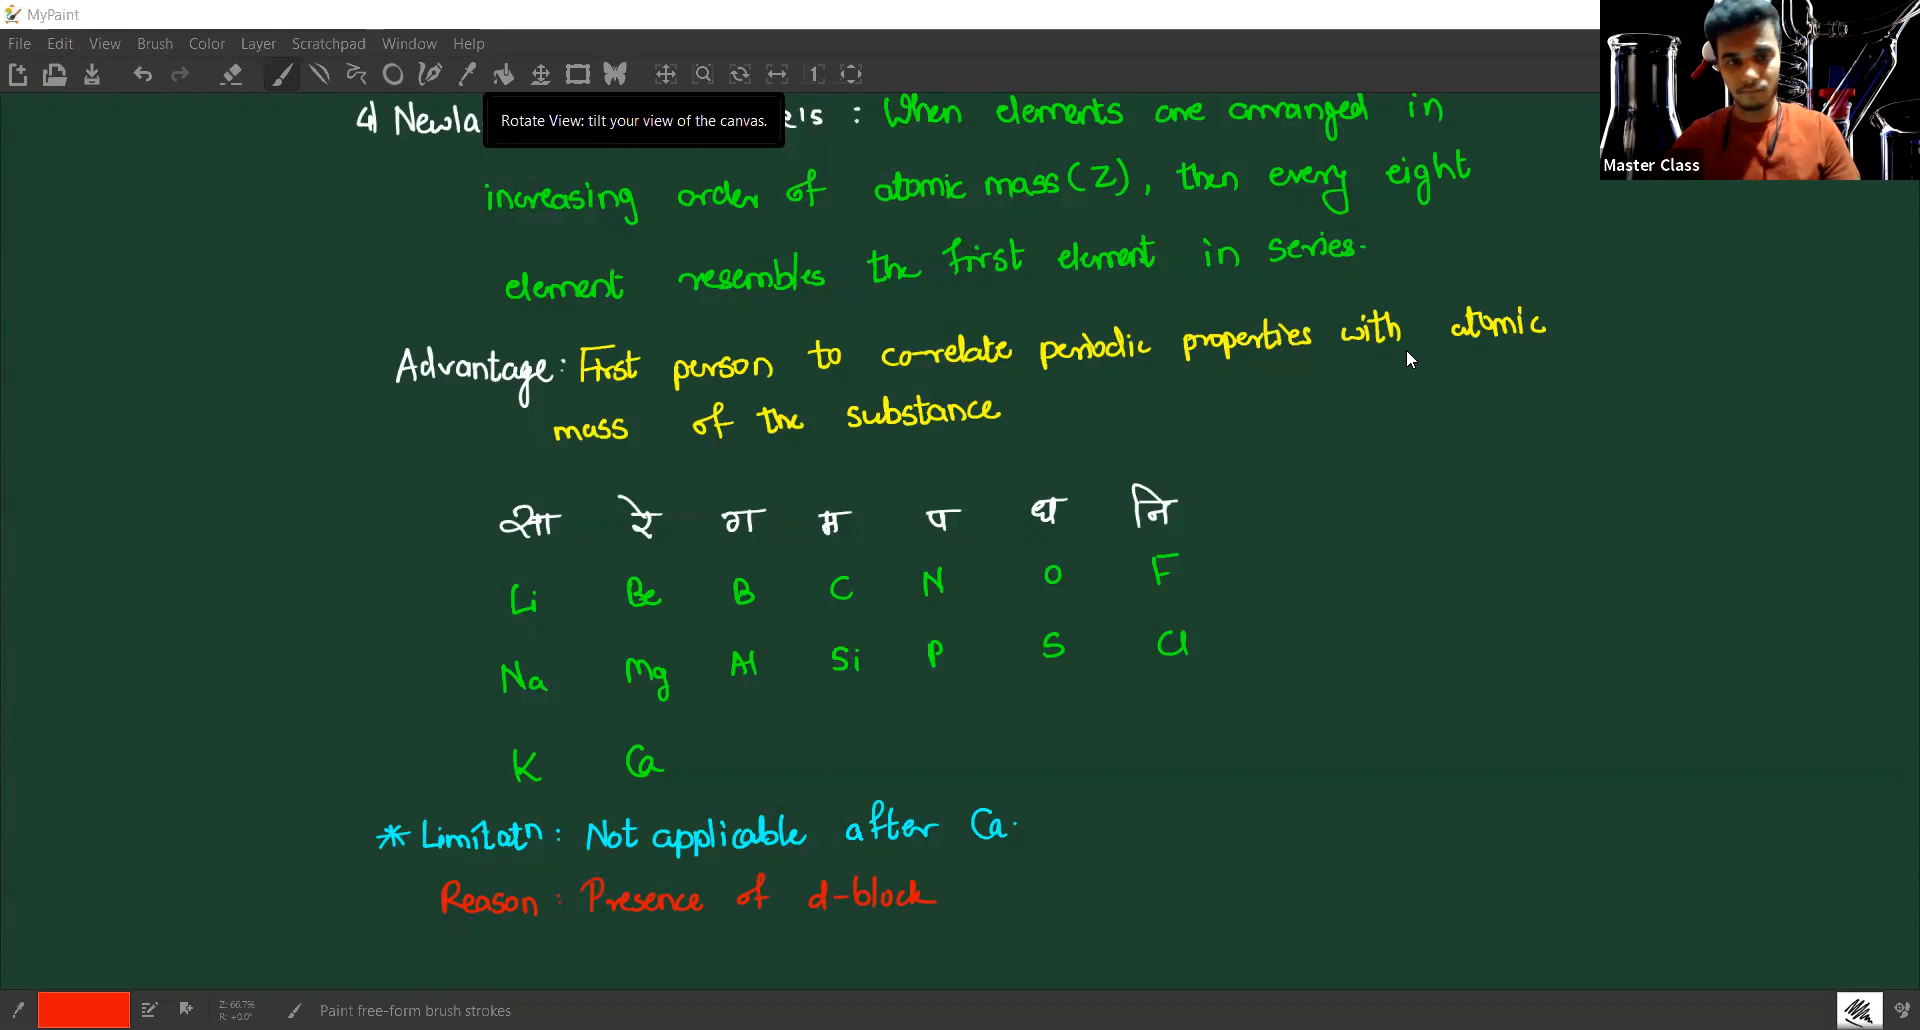 MyPaint
File Edit View Brush Color Layer Scratchpad Window Help
Rotate View: tilt your view of the canvas.
Master Class
4) Newla : When elements are arranged in
increasing order of atomic mass (Z), then every eight
element resembles the first element in series.
Advantage: First person to co-relate periodic properties with atomic
mass of the substance
सा रे ग म प ध नि
Li Be B C N O F
Na Mg Al Si P S Cl
K Ca
* Limitatn : Not applicable after Ca.
Reason : Presence of d-block
Z: 66.7%
R: +0.0°
Paint free-form brush strokes